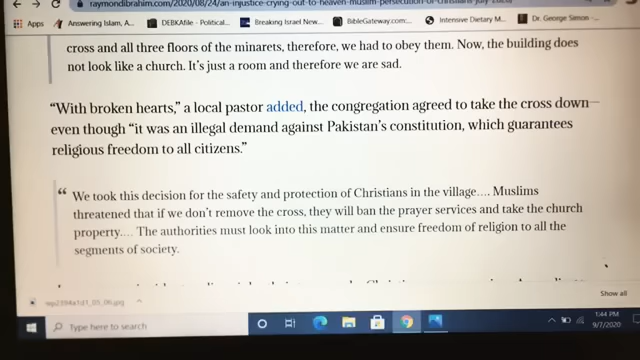 raymondibrahim.com/2020/08/24/an-injustice-crying-out-to-heaven-muslim-persecution-of-christians-july-2020/
Apps Answering Islam, A... DEBKAfile - Political... Breaking Israel New... BibleGateway.com:... Intensive Dietary M... Dr. George Simon -...
cross and all three floors of the minarets, therefore, we had to obey them. Now, the building does
not look like a church. It's just a room and therefore we are sad.
“With broken hearts,” a local pastor added, the congregation agreed to take the cross down—
even though “it was an illegal demand against Pakistan's constitution, which guarantees
religious freedom to all citizens.”
“ We took this decision for the safety and protection of Christians in the village.... Muslims
threatened that if we don't remove the cross, they will ban the prayer services and take the church
property.... The authorities must look into this matter and ensure freedom of religion to all the
segments of society.
Show all
Type here to search
1:44 PM
9/7/2020